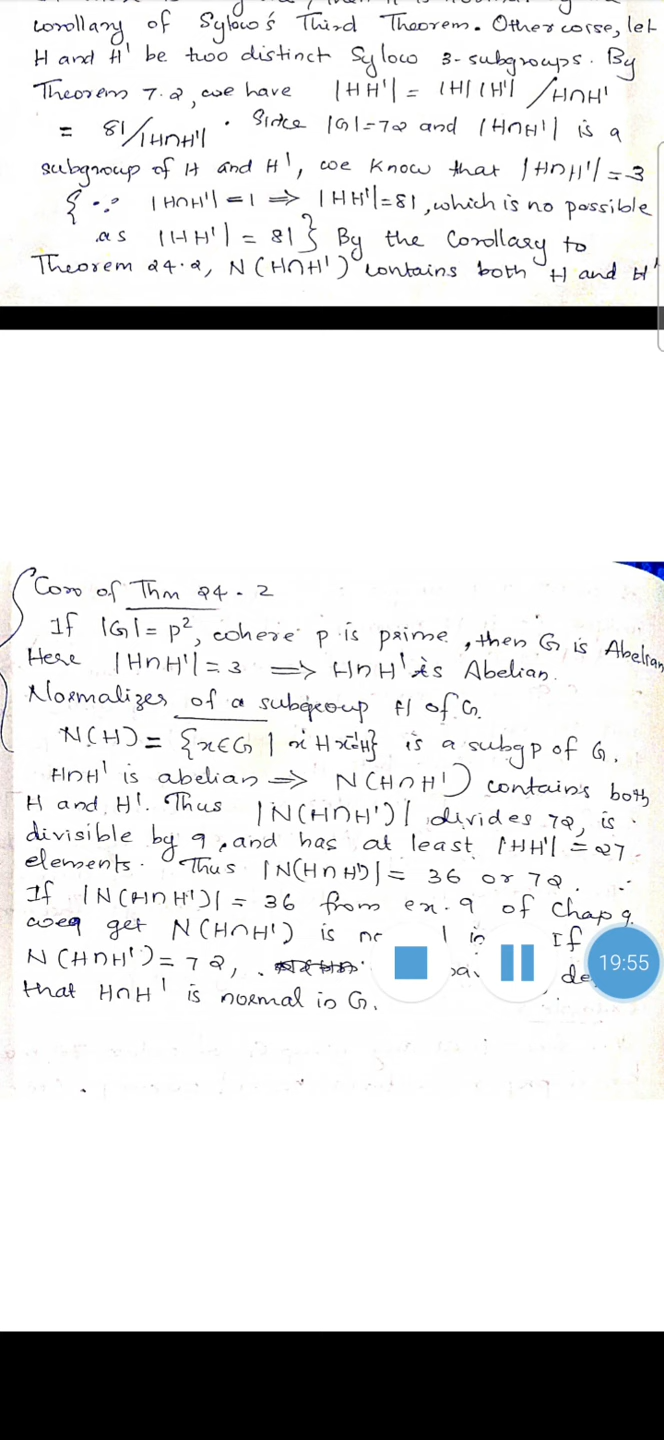 corollary of Sylow's Third Theorem. Otherwise, let
H and H' be two distinct Sylow 3-subgroups. By
Theorem 7.2, we have |HH'| = |H| |H'| / H∩H'
= 81/|H∩H'| . Since |G|=72 and |H∩H'| is a
subgroup of H and H', we know that |H∩H'|=3
{ ∵ |H∩H'|=1 ⟹ |HH'|=81, which is no possible
as |HH'| = 81} By the Corollary to
Theorem 24.2, N(H∩H') contains both H and H'
Coro of Thm 24.2
If |G|= p², where p is prime, then G is Abelian
Here |H∩H'|=3 ⟹ H∩H' is Abelian.
Normalizes of a subgroup H of G.
N(H) = {x∈G | x H x⁻¹=H} is a subgp of G.
H∩H' is abelian ⟹ N(H∩H') contains both
H and H'. Thus |N(H∩H')| divides 72, is
divisible by 9, and has at least |HH'| = 27
elements. Thus |N(H∩H')| = 36 or 72. ∴
If |N(H∩H')| = 36 from ex. 9 of Chap 9.
we get N(H∩H') is If
N(H∩H') = 72, de
that H∩H' is normal in G.
19:55